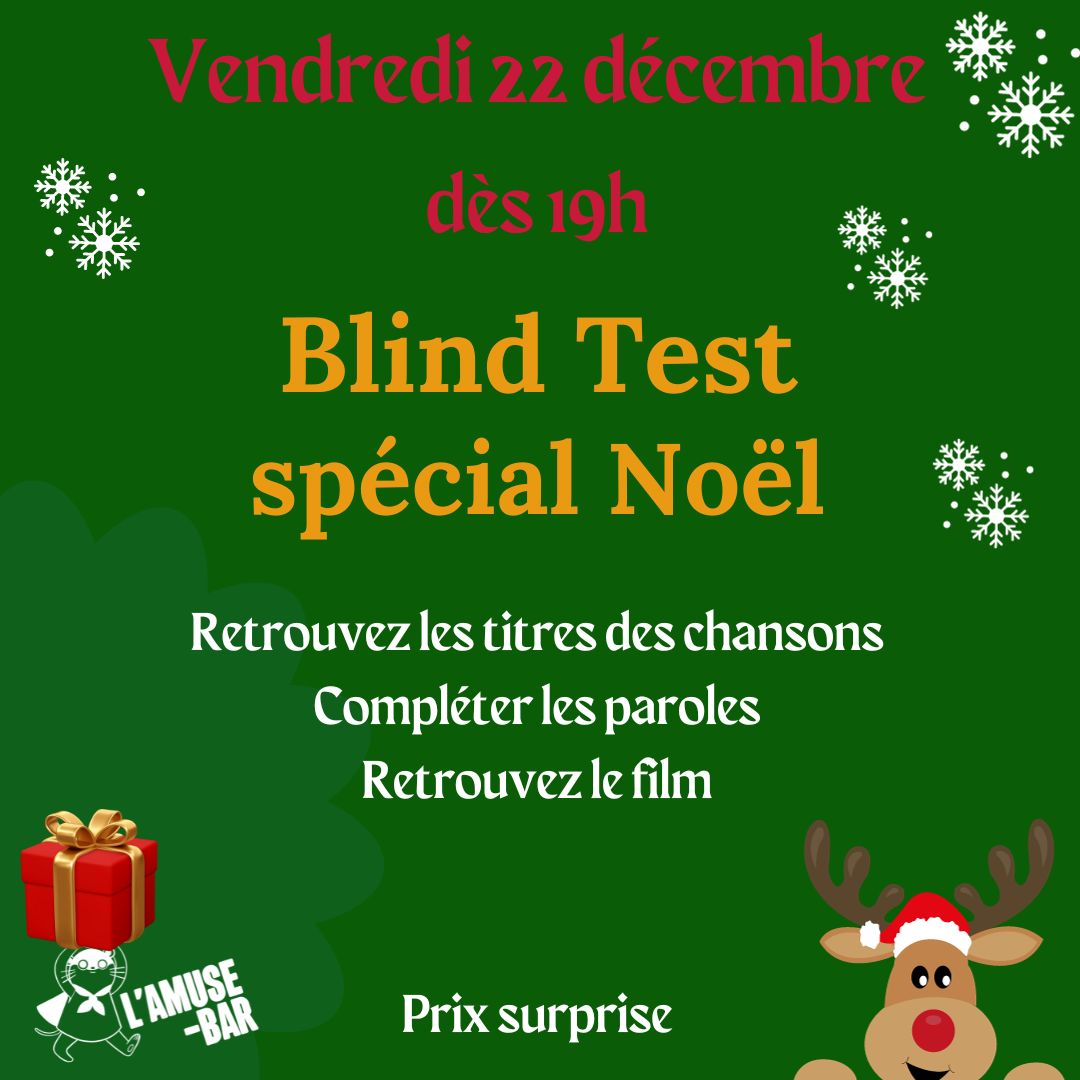 Vendredi 22 décembre
dès 19h
Blind Test
spécial Noël
Retrouvez les titres des chansons
Compléter les paroles
Retrouvez le film
L'AMUSE
-BAR
Prix surprise